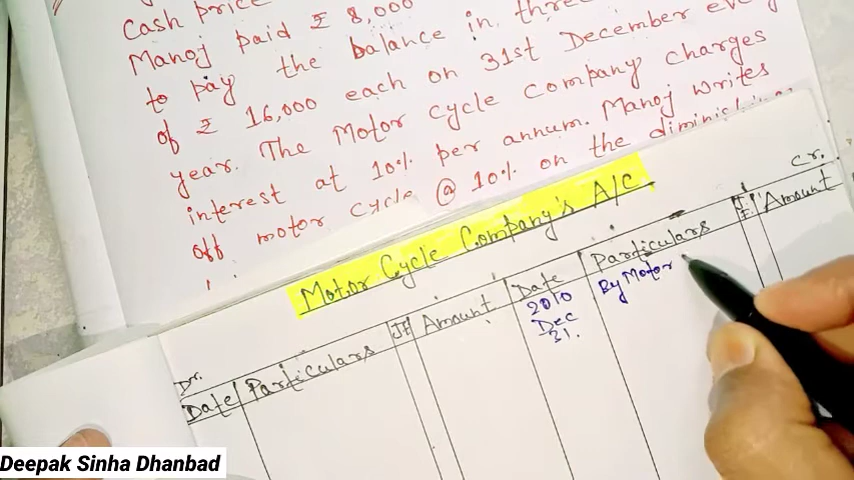 Cash price
Manoj paid ₹ 8,000
to pay the balance in three
of ₹ 16,000 each on 31st December every
year. The Motor cycle company charges
interest at 10% per annum. Manoj writes
off motor cycle @ 10% on the diminishing
Motor Cycle Company's A/C.
Dr. Cr.
Date Particulars J.F. Amount Date Particulars J.F. Amount
2010 By Motor
Dec
31.
Deepak Sinha Dhanbad